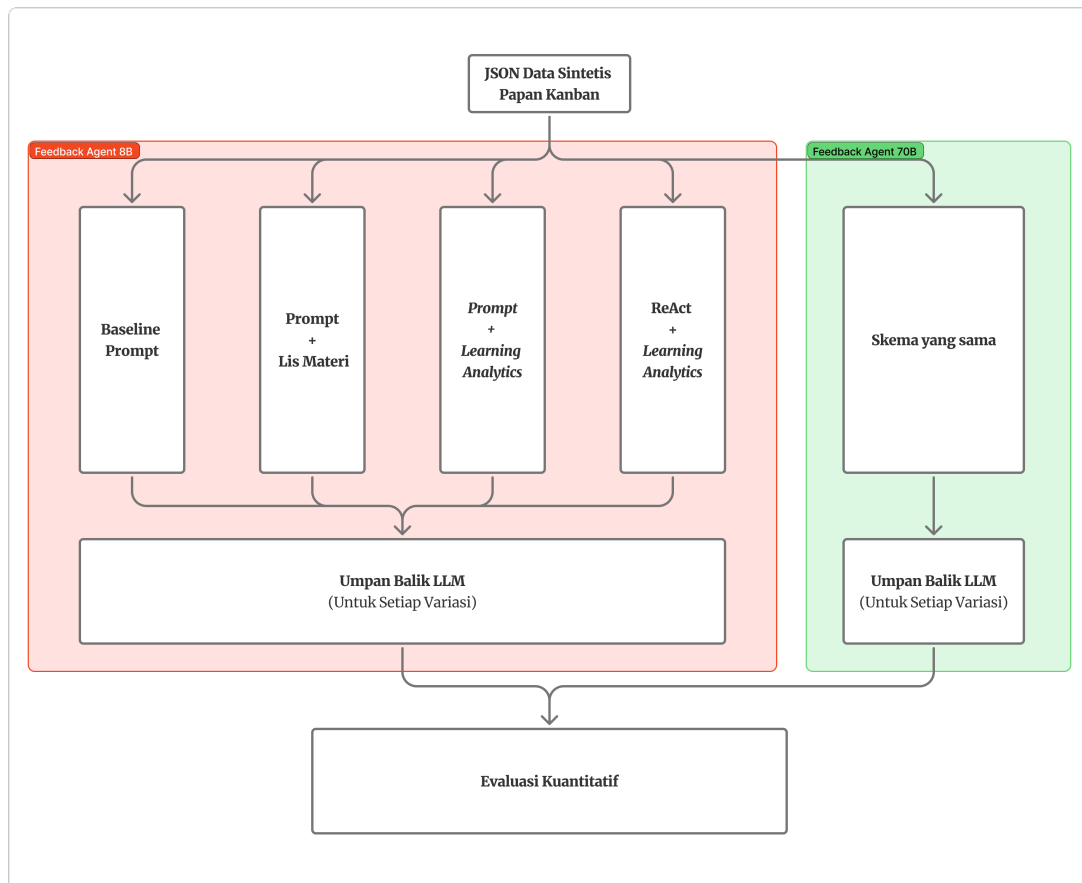 JSON Data Sintetis
Papan Kanban
Feedback Agent 8B
Feedback Agent 70B
Baseline
Prompt
Prompt
+
Lis Materi
Prompt
+
Learning
Analytics
ReAct
+
Learning
Analytics
Skema yang sama
Umpan Balik LLM
(Untuk Setiap Variasi)
Umpan Balik LLM
(Untuk Setiap Variasi)
Evaluasi Kuantitatif